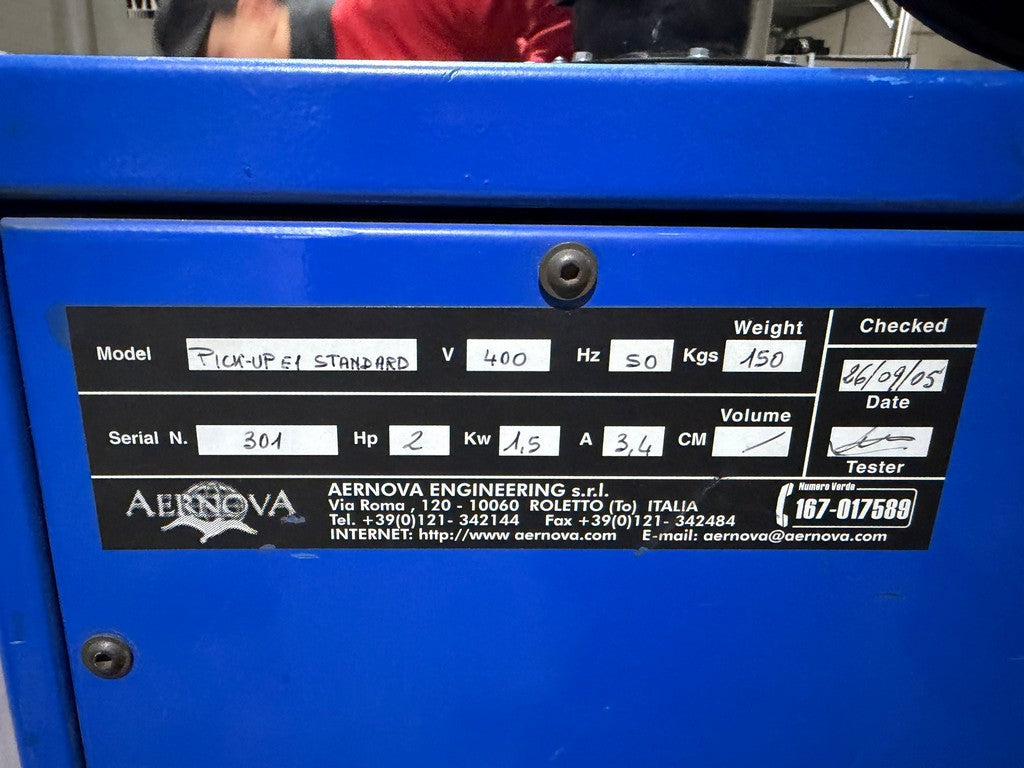 Weight
Checked
Model PICK-UP E1 STANDARD V 400 Hz 50 Kgs 150
26/09/05
Date
Volume
Serial N. 301 Hp 2 Kw 1,5 A 3,4 CM /
Tester
AERNOVA
AERNOVA ENGINEERING s.r.l.
Via Roma , 120 - 10060 ROLETTO (To) ITALIA
Tel. +39(0)121- 342144 Fax +39(0)121- 342484
INTERNET: http://www aernova.com E-mail: aernova@aernova.com
Numero Verde
167-017589